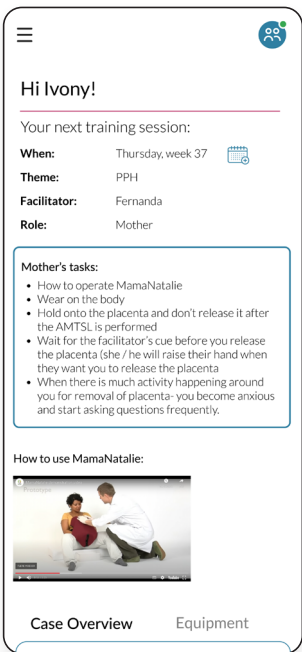 Hi Ivony!
Your next training session:
When: Thursday, week 37
Theme: PPH
Facilitator: Fernanda
Role: Mother
Mother's tasks:
• How to operate MamaNatalie
• Wear on the body
• Hold onto the placenta and don't release it after
the AMTSL is performed
• Wait for the facilitator's cue before you release
the placenta (she / he will raise their hand when
they want you to release the placenta
• When there is much activity happening around
you for removal of placenta- you become anxious
and start asking questions frequently.
How to use MamaNatalie:
Case Overview Equipment